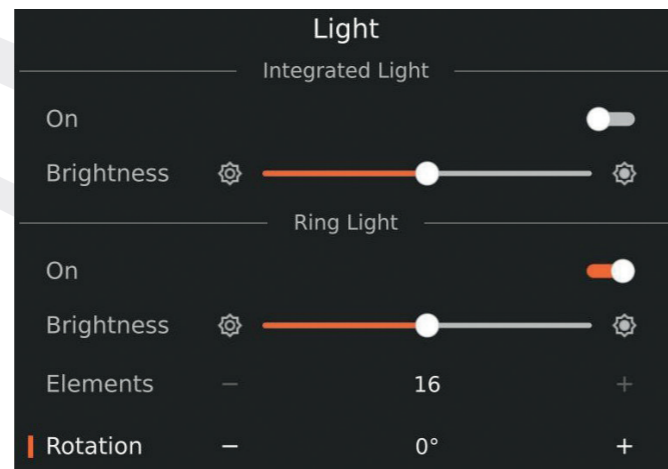 Light
Integrated Light
On
Brightness
Ring Light
On
Brightness
Elements − 16 +
Rotation − 0° +